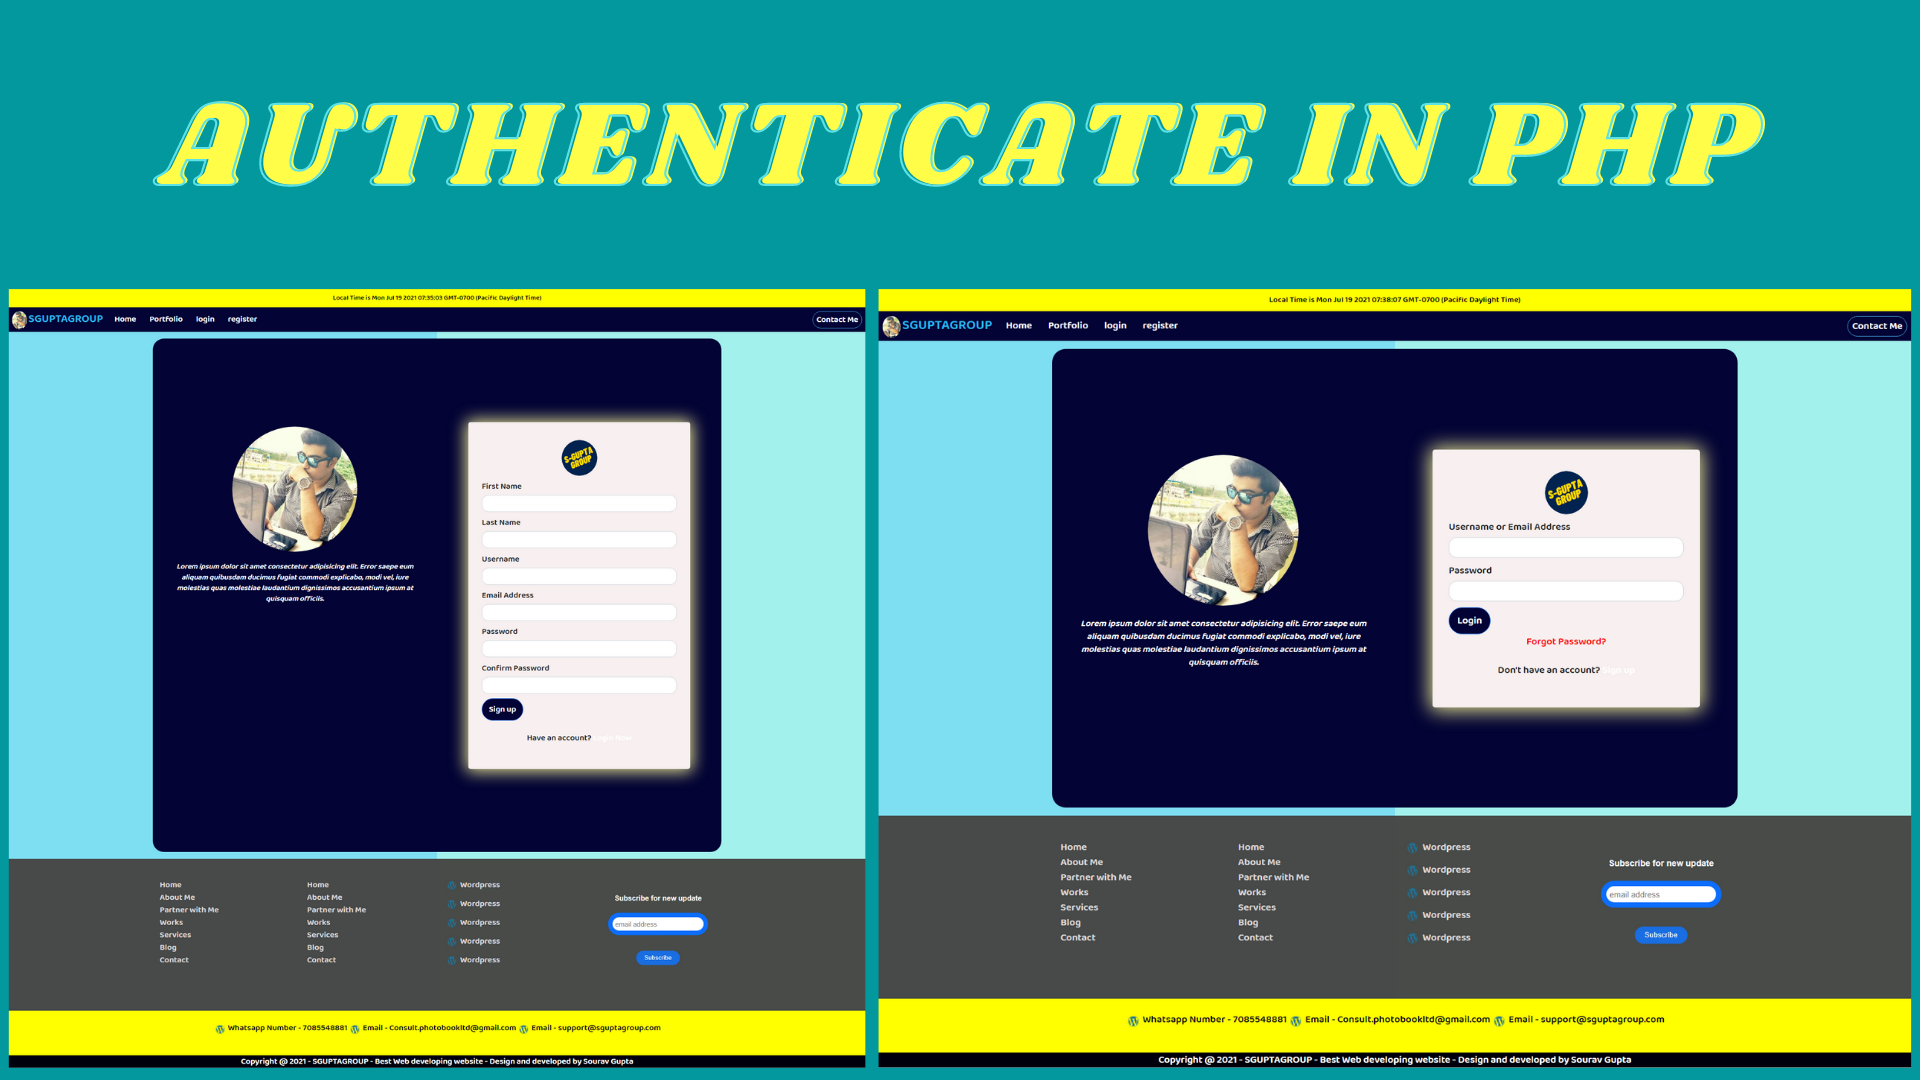 AUTHENTICATE IN PHP
Local Time is Mon Jul 19 2021 07:35:03 GMT-0700 (Pacific Daylight Time)
SGUPTAGROUP Home Portfolio login register Contact Me
S-GUPTA
GROUP
First Name
Last Name
Username
Email Address
Password
Confirm Password
Sign up
Have an account?
Lorem ipsum dolor sit amet consectetur adipisicing elit. Error saepe eum
aliquam quibusdam ducimus fugiat commodi explicabo, modi vel, iure
molestias quas molestiae laudantium dignissimos accusantium ipsum at
quisquam officiis.
Home
About Me
Partner with Me
Works
Services
Blog
Contact
Home
About Me
Partner with Me
Works
Services
Blog
Contact
Wordpress
Wordpress
Wordpress
Wordpress
Wordpress
Subscribe for new update
email address
Subscribe
Whatsapp Number - 7085548881 Email - Consult.photobookltd@gmail.com Email - support@sguptagroup.com
Copyright @ 2021 - SGUPTAGROUP - Best Web developing website - Design and developed by Sourav Gupta
Local Time is Mon Jul 19 2021 07:38:07 GMT-0700 (Pacific Daylight Time)
SGUPTAGROUP Home Portfolio login register Contact Me
S-GUPTA
GROUP
Username or Email Address
Password
Login
Forgot Password?
Don't have an account? Sign up
Lorem ipsum dolor sit amet consectetur adipisicing elit. Error saepe eum
aliquam quibusdam ducimus fugiat commodi explicabo, modi vel, iure
molestias quas molestiae laudantium dignissimos accusantium ipsum at
quisquam officiis.
Home
About Me
Partner with Me
Works
Services
Blog
Contact
Home
About Me
Partner with Me
Works
Services
Blog
Contact
Wordpress
Wordpress
Wordpress
Wordpress
Wordpress
Subscribe for new update
email address
Subscribe
Whatsapp Number - 7085548881 Email - Consult.photobookltd@gmail.com Email - support@sguptagroup.com
Copyright @ 2021 - SGUPTAGROUP - Best Web developing website - Design and developed by Sourav Gupta